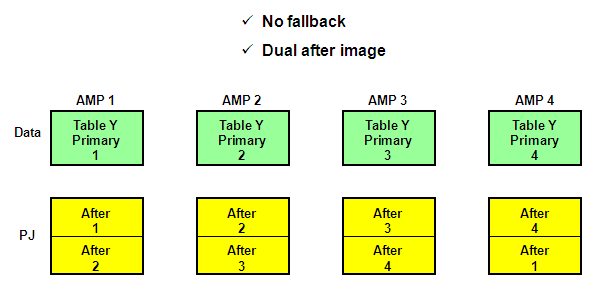 ✓ No fallback
✓ Dual after image
AMP 1 AMP 2 AMP 3 AMP 4
Data
Table Y Primary 1
Table Y Primary 2
Table Y Primary 3
Table Y Primary 4
PJ
After 1
After 2
After 2
After 3
After 3
After 4
After 4
After 1